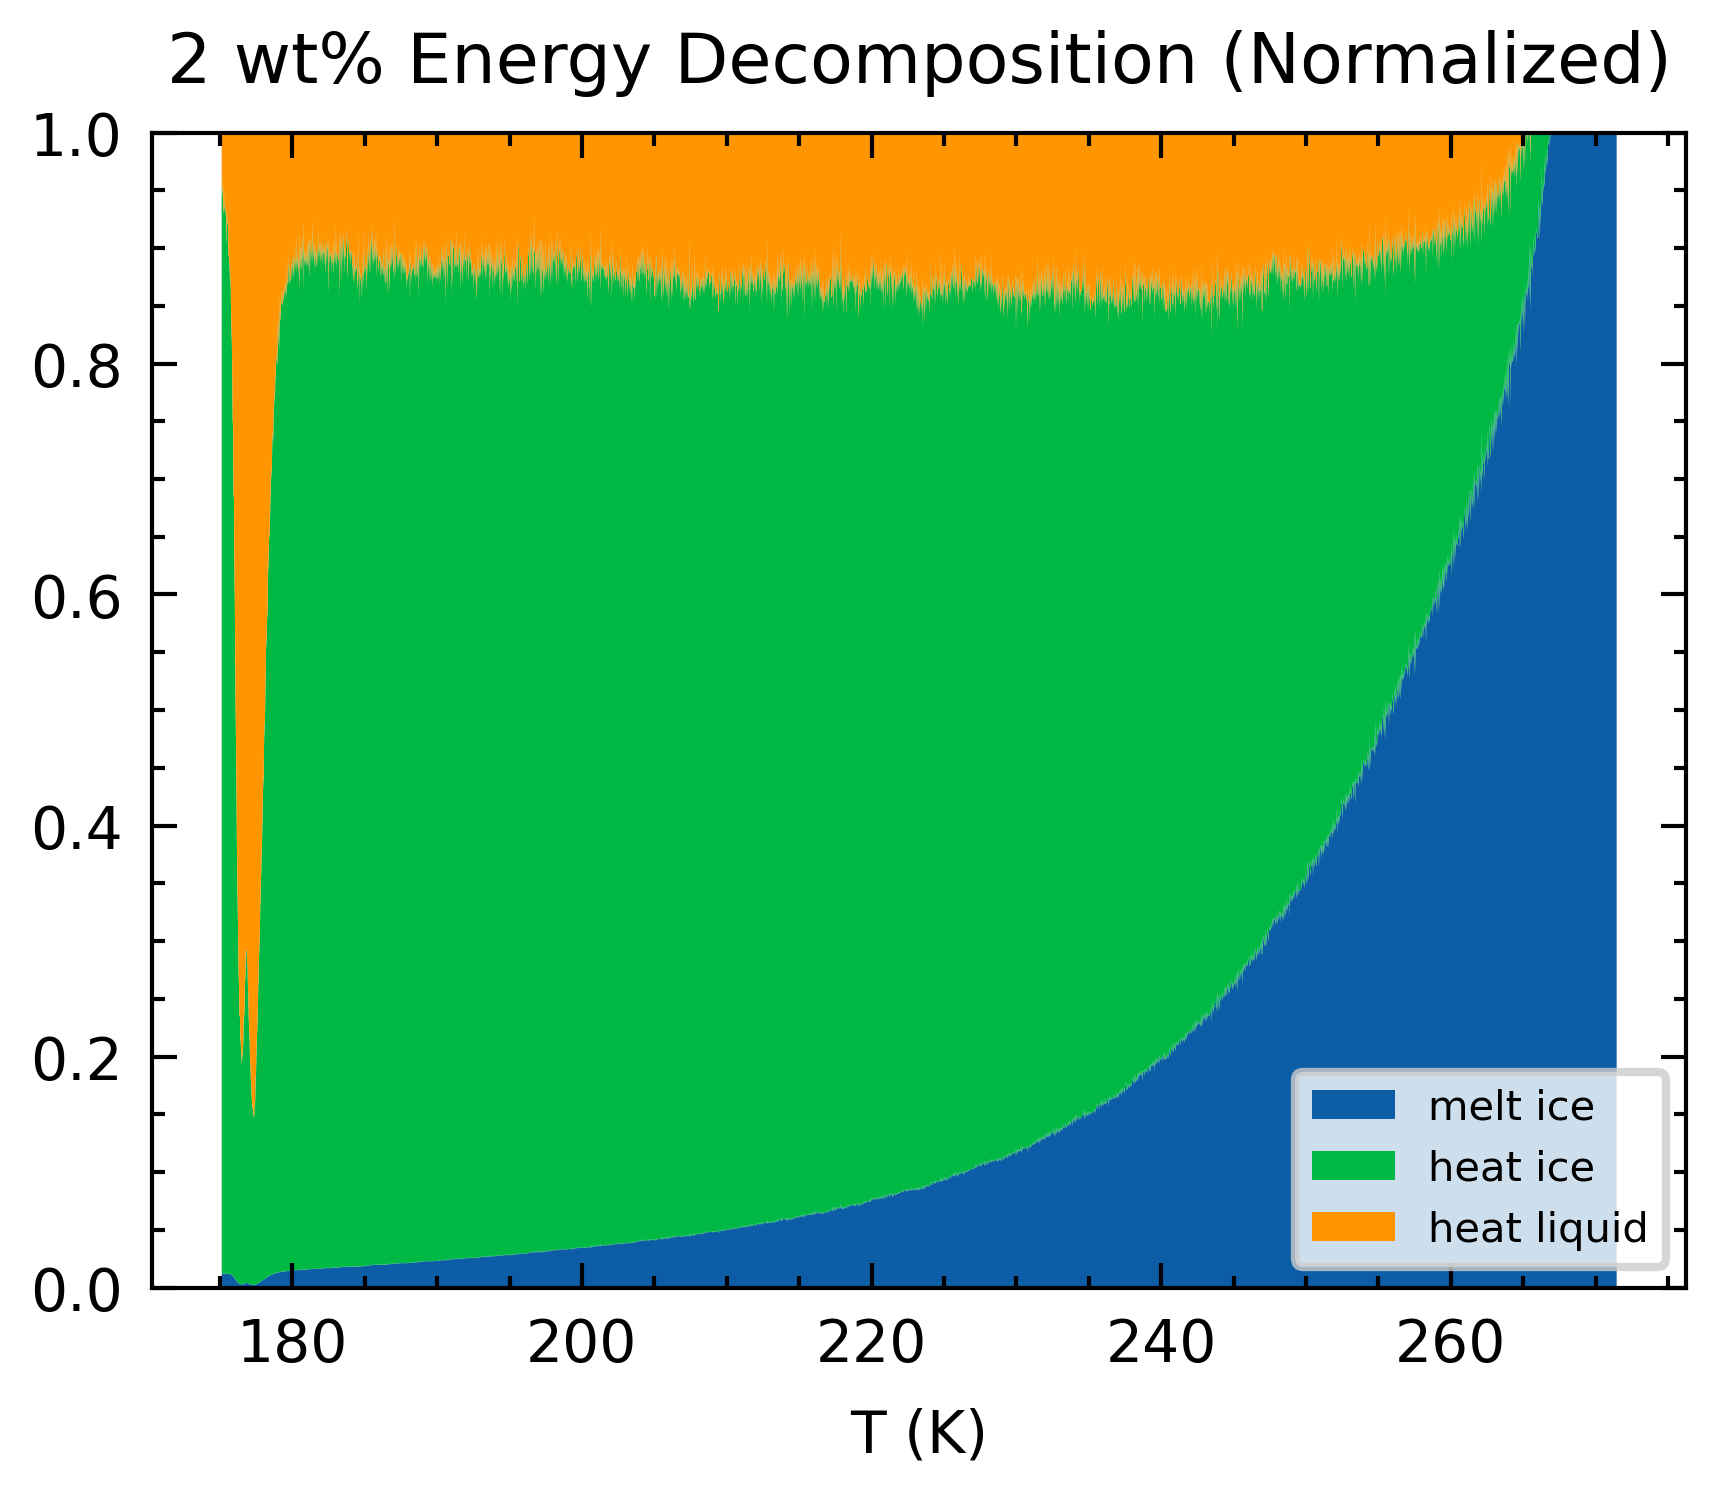 2 wt% Energy Decomposition (Normalized)
1.0
0.8
0.6
0.4
0.2
0.0
melt ice
heat ice
heat liquid
180 200 220 240 260
T (K)